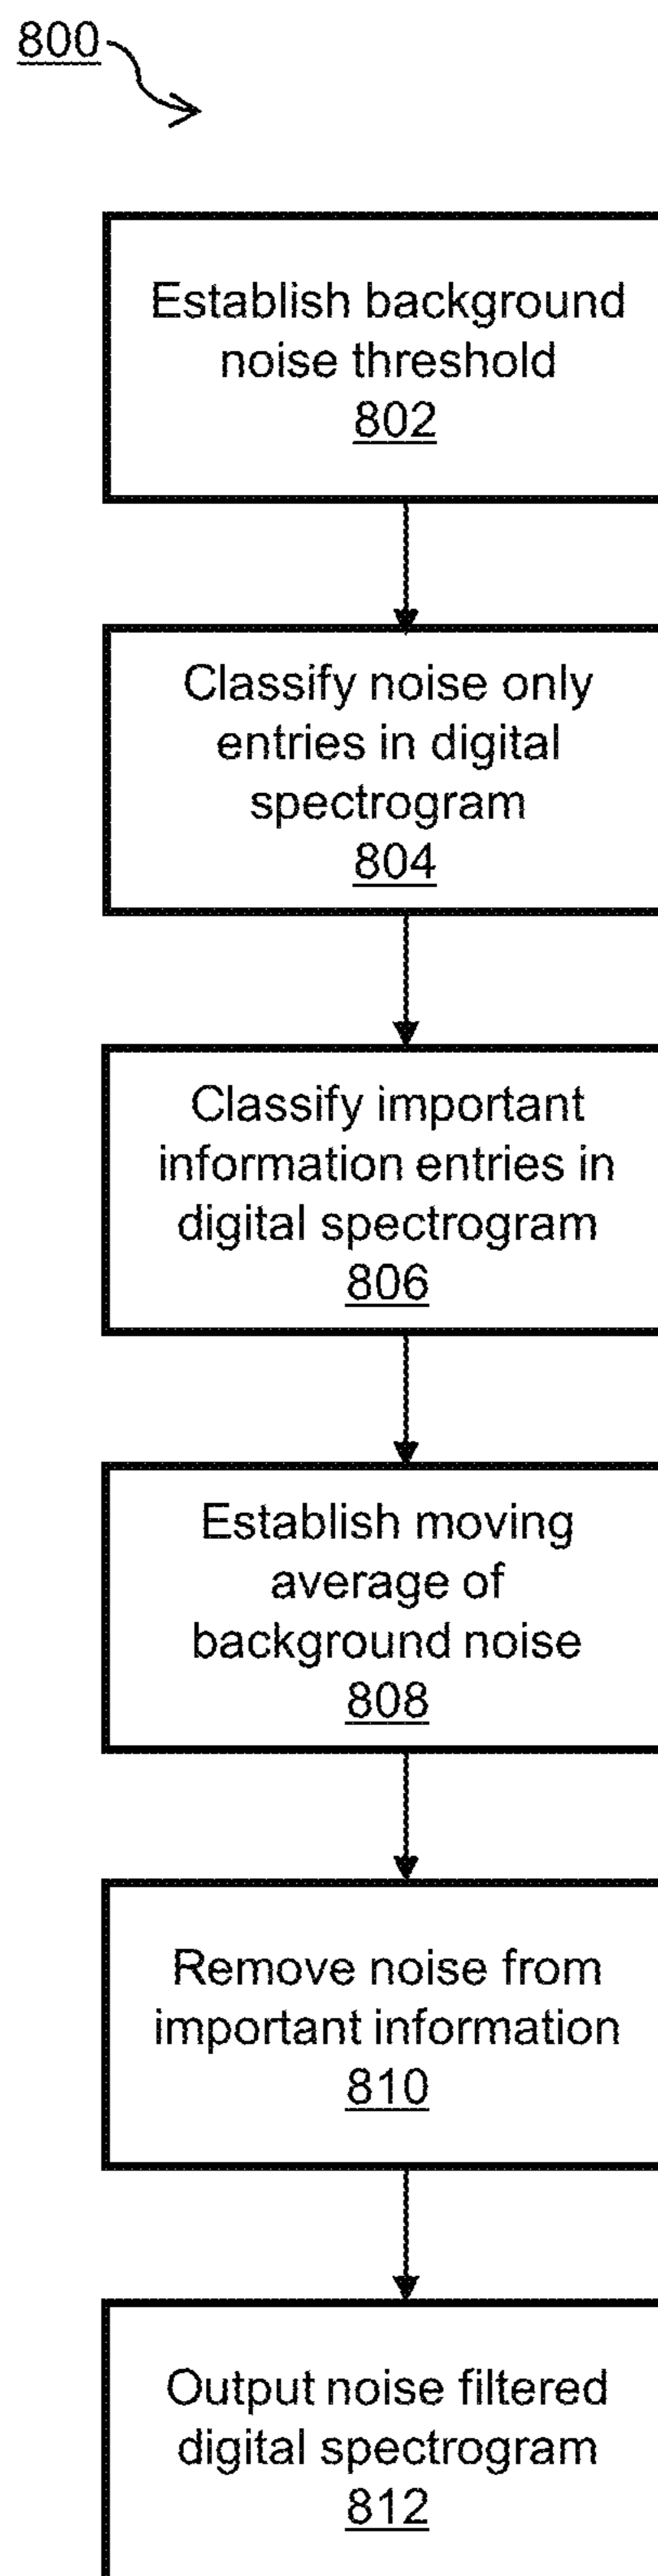 800
Establish background
noise threshold
802
Classify noise only
entries in digital
spectrogram
804
Classify important
information entries in
digital spectrogram
806
Establish moving
average of
background noise
808
Remove noise from
important information
810
Output noise filtered
digital spectrogram
812